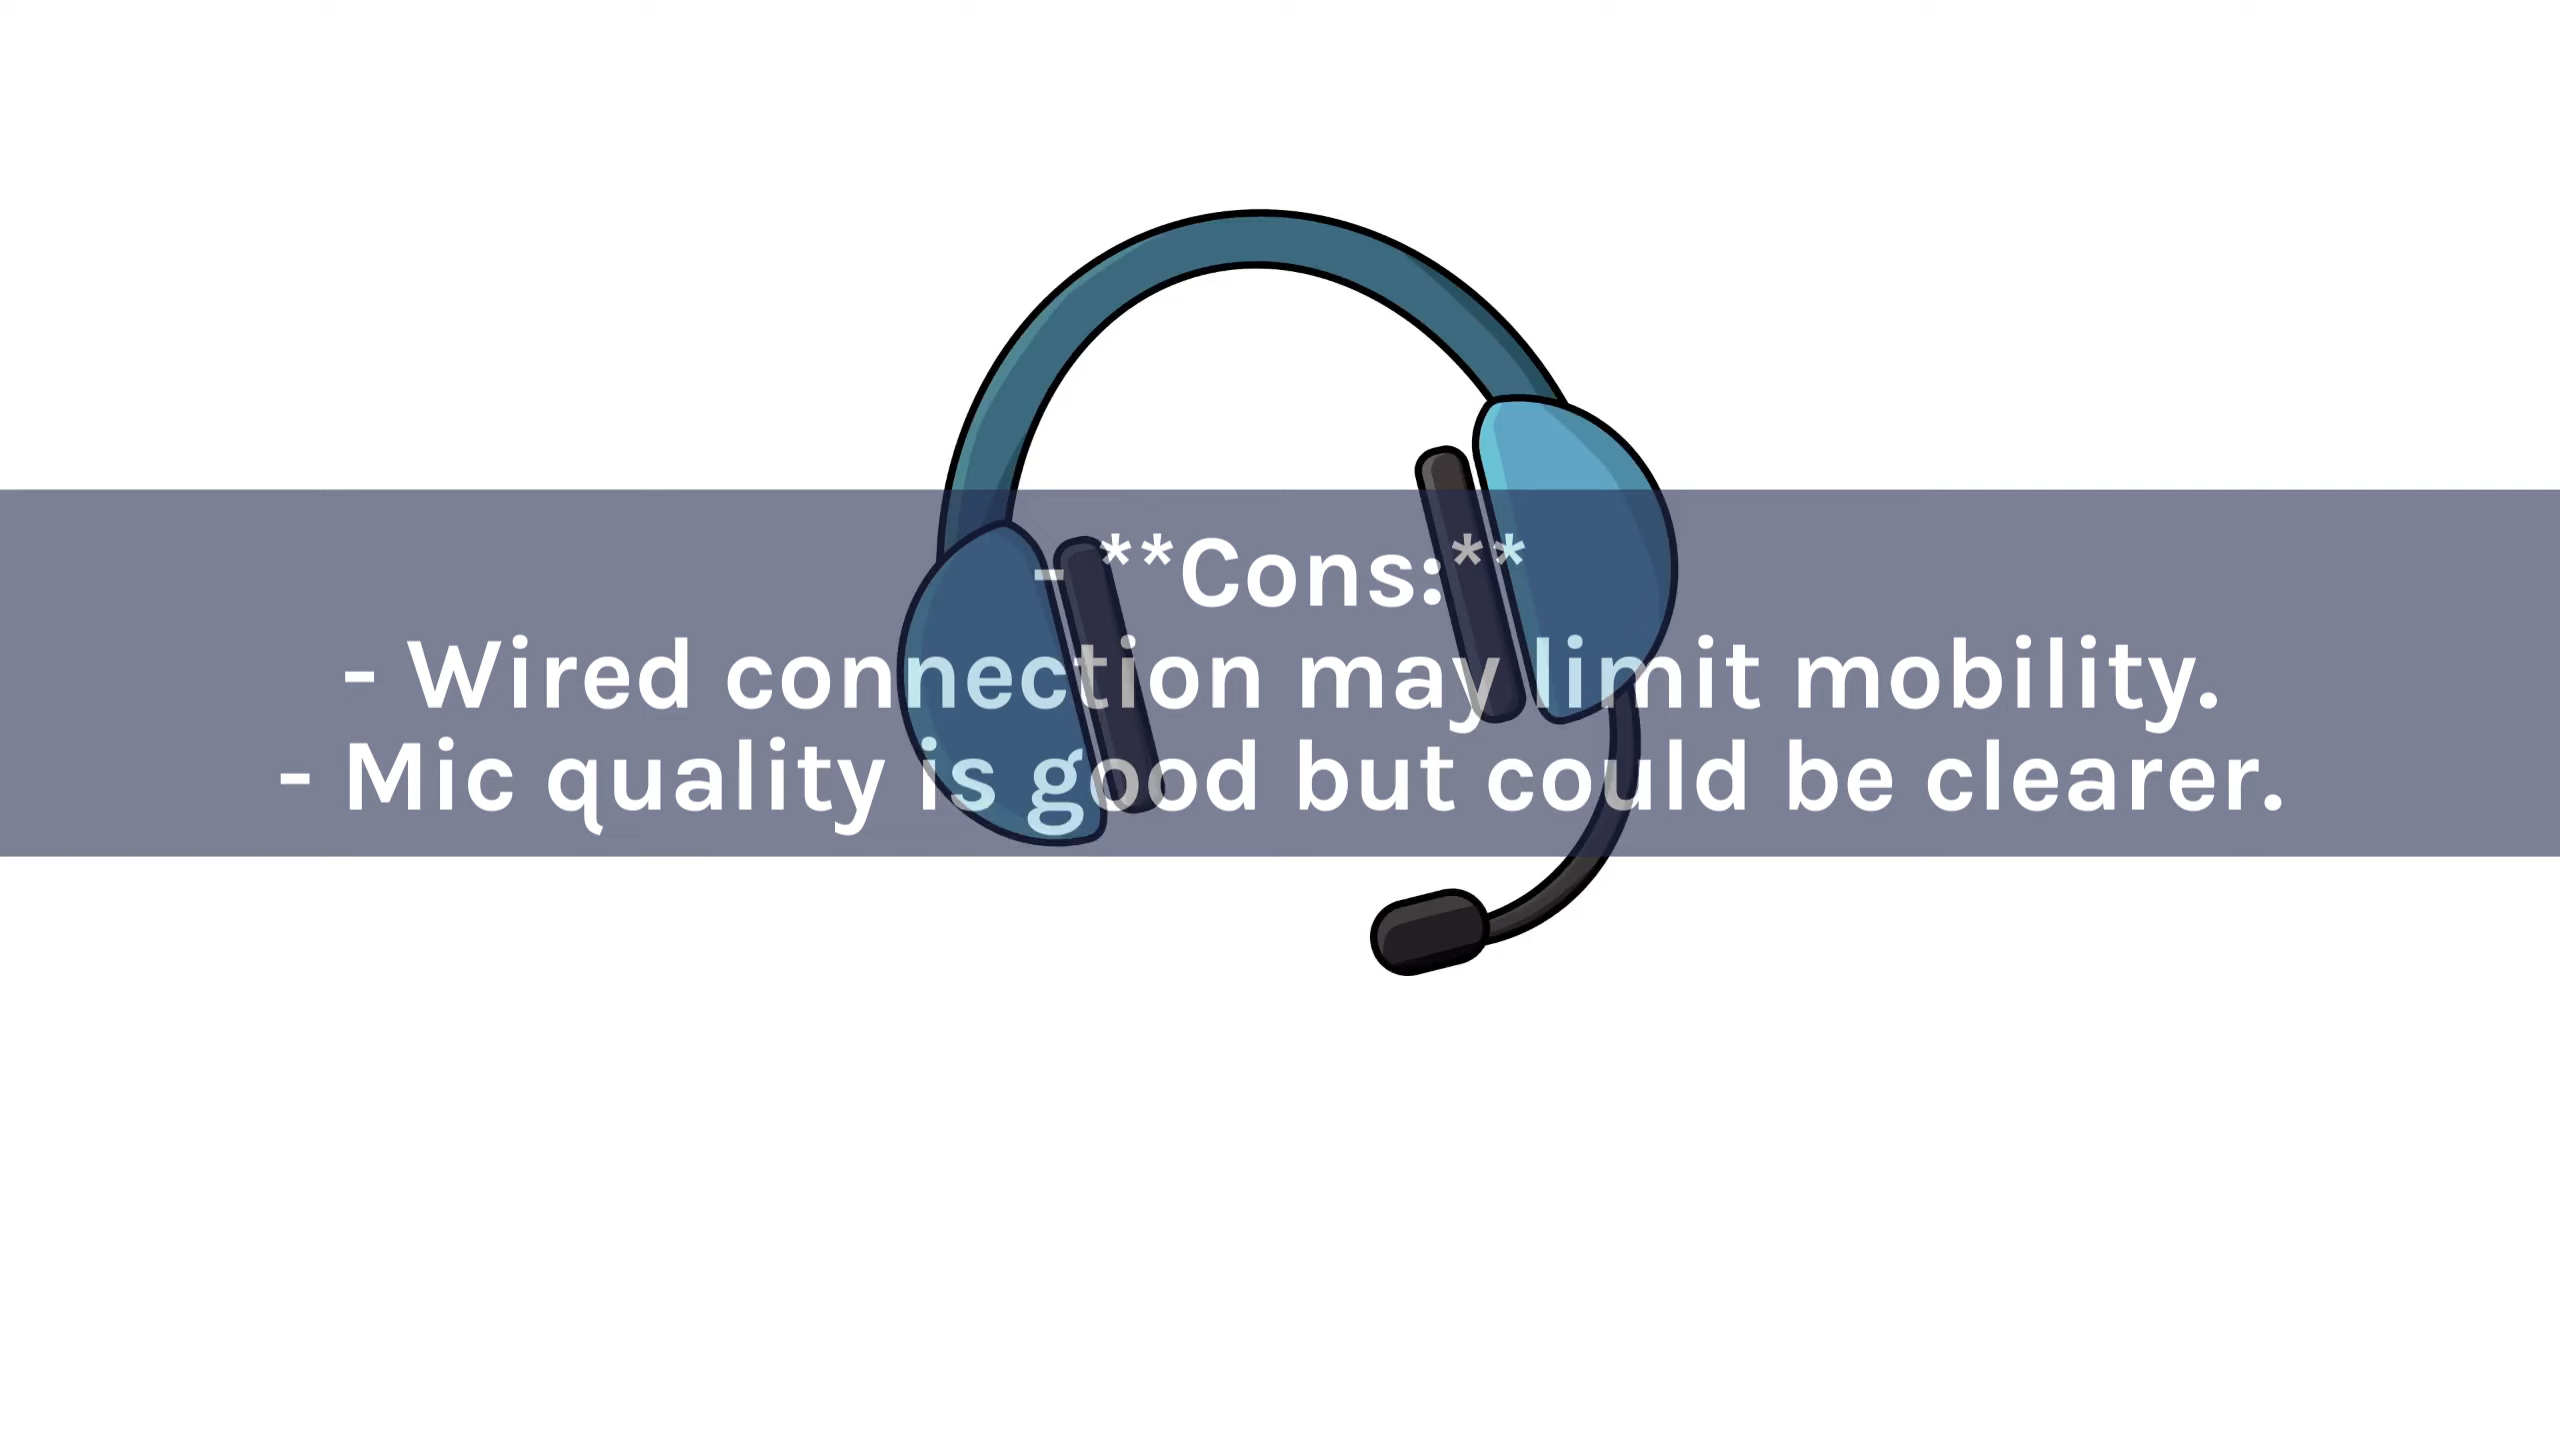 - **Cons:**
- Wired connection may limit mobility.
- Mic quality is good but could be clearer.